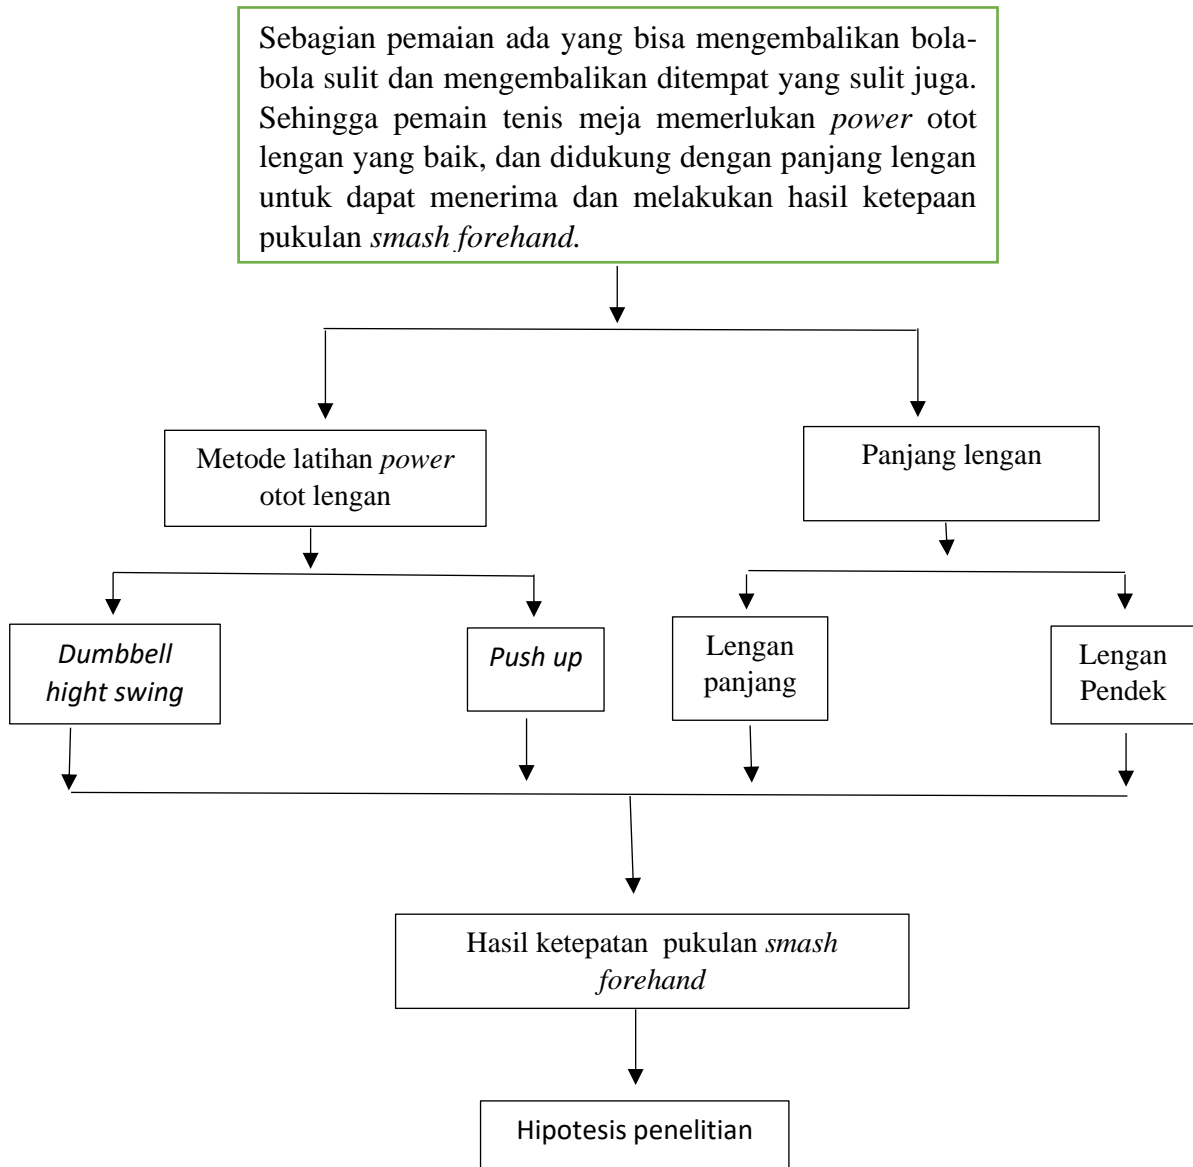 Sebagian pemaian ada yang bisa mengembalikan bola-
bola sulit dan mengembalikan ditempat yang sulit juga.
Sehingga pemain tenis meja memerlukan power otot
lengan yang baik, dan didukung dengan panjang lengan
untuk dapat menerima dan melakukan hasil ketepaan
pukulan smash forehand.
Metode latihan power
otot lengan
Panjang lengan
Dumbbell
hight swing
Push up
Lengan
panjang
Lengan
Pendek
Hasil ketepatan  pukulan smash
forehand
Hipotesis penelitian